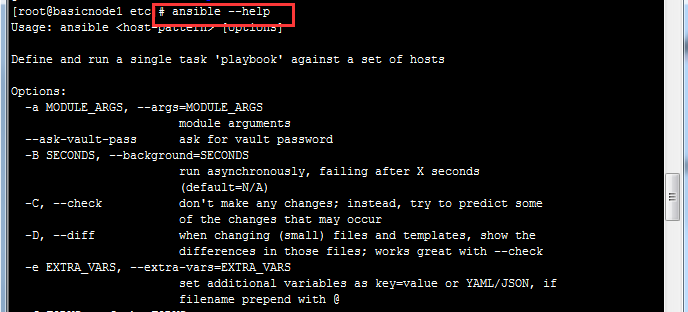 [root@basicnode1 etc # ansible --help
Usage: ansible <host-pattern> [options]
Define and run a single task 'playbook' against a set of hosts
Options:
-a MODULE_ARGS, --args=MODULE_ARGS
module arguments
--ask-vault-pass ask for vault password
-B SECONDS, --background=SECONDS
run asynchronously, failing after X seconds
(default=N/A)
-C, --check don't make any changes; instead, try to predict some
of the changes that may occur
-D, --diff when changing (small) files and templates, show the
differences in those files; works great with --check
-e EXTRA_VARS, --extra-vars=EXTRA_VARS
set additional variables as key=value or YAML/JSON, if
filename prepend with @